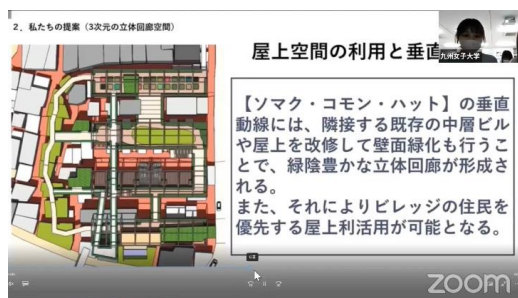 2．私たちの提案（3次元の立体回廊空間）
屋上空間の利用と垂直
九州女子大学
【ソマク・コモン・ハット】の垂直
動線には、隣接する既存の中層ビル
や屋上を改修して壁面緑化も行うこ
とで、緑陰豊かな立体回廊が形成さ
れる。
また、それによりビレッジの住民を
優先する屋上利活用が可能となる。
zoom